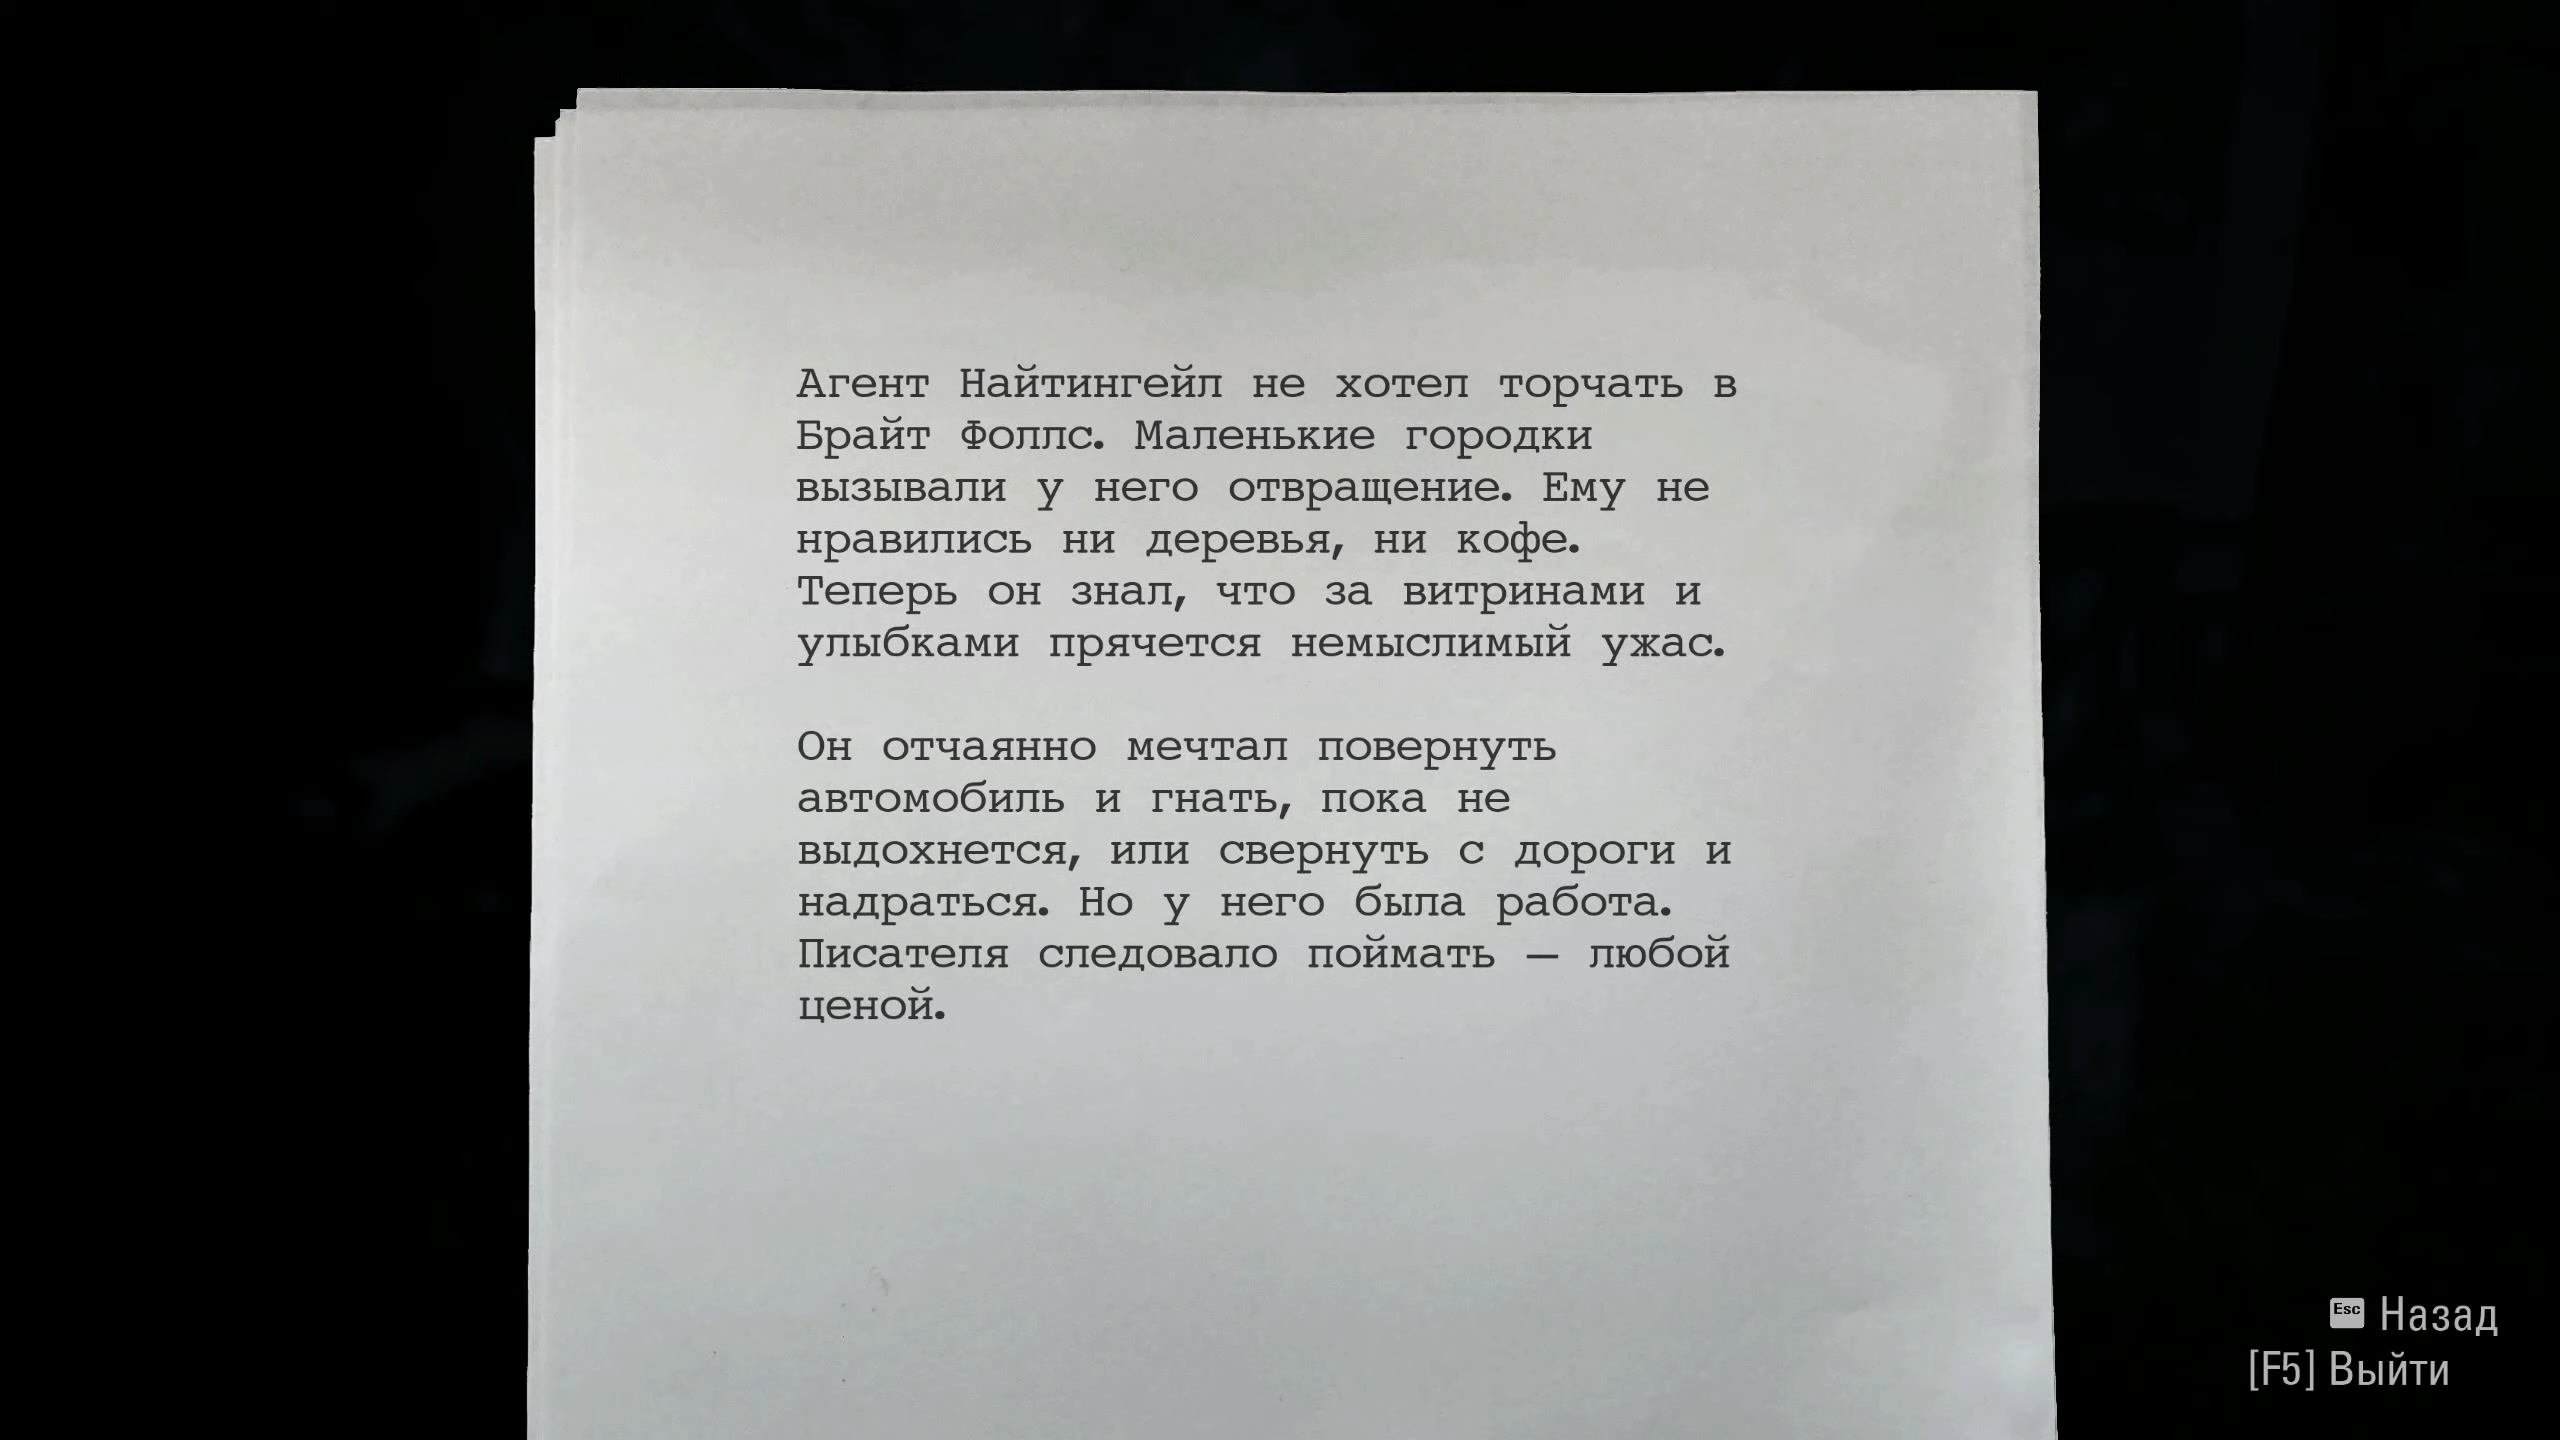 Агент Найтингейл не хотел торчать в
Брайт Фоллс. Маленькие городки
вызывали у него отвращение. Ему не
нравились ни деревья, ни кофе.
Теперь он знал, что за витринами и
улыбками прячется немыслимый ужас.
Он отчаянно мечтал повернуть
автомобиль и гнать, пока не
выдохнется, или свернуть с дороги и
надраться. Но у него была работа.
Писателя следовало поймать — любой
ценой.
Esc Назад
[F5] Выйти